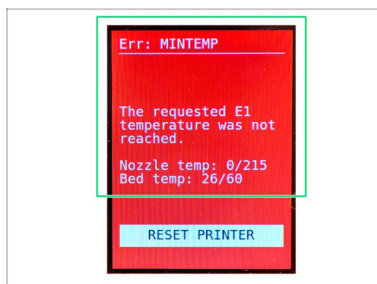 Err: MINTEMP
The requested E1
temperature was not
reached.
Nozzle temp: 0/215
Bed temp: 26/60
RESET PRINTER